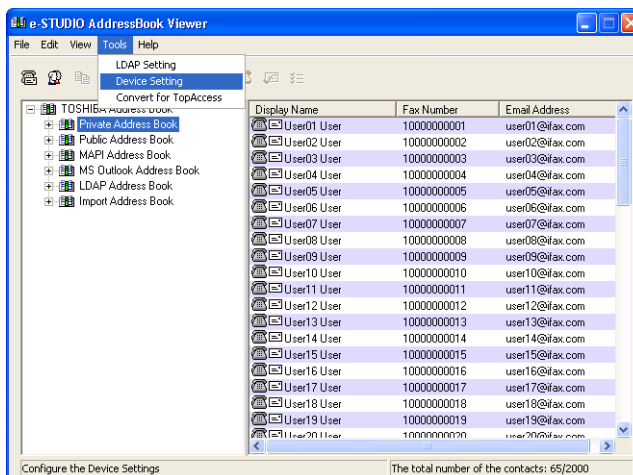 e-STUDIO AddressBook Viewer
File Edit View Tools Help
LDAP Setting
Device Setting
Convert for TopAccess
TOSHIBA Address Book
Private Address Book
Public Address Book
MAPI Address Book
MS Outlook Address Book
LDAP Address Book
Import Address Book
Display Name Fax Number Email Address
User01 User 10000000001 user01@ifax.com
User02 User 10000000002 user02@ifax.com
User03 User 10000000003 user03@ifax.com
User04 User 10000000004 user04@ifax.com
User05 User 10000000005 user05@ifax.com
User06 User 10000000006 user06@ifax.com
User07 User 10000000007 user07@ifax.com
User08 User 10000000008 user08@ifax.com
User09 User 10000000009 user09@ifax.com
User10 User 10000000010 user10@ifax.com
User11 User 10000000011 user11@ifax.com
User12 User 10000000012 user12@ifax.com
User13 User 10000000013 user13@ifax.com
User14 User 10000000014 user14@ifax.com
User15 User 10000000015 user15@ifax.com
User16 User 10000000016 user16@ifax.com
User17 User 10000000017 user17@ifax.com
User18 User 10000000018 user18@ifax.com
User19 User 10000000019 user19@ifax.com
User20 User 10000000020 user20@ifax.com
Configure the Device Settings The total number of the contacts: 65/2000